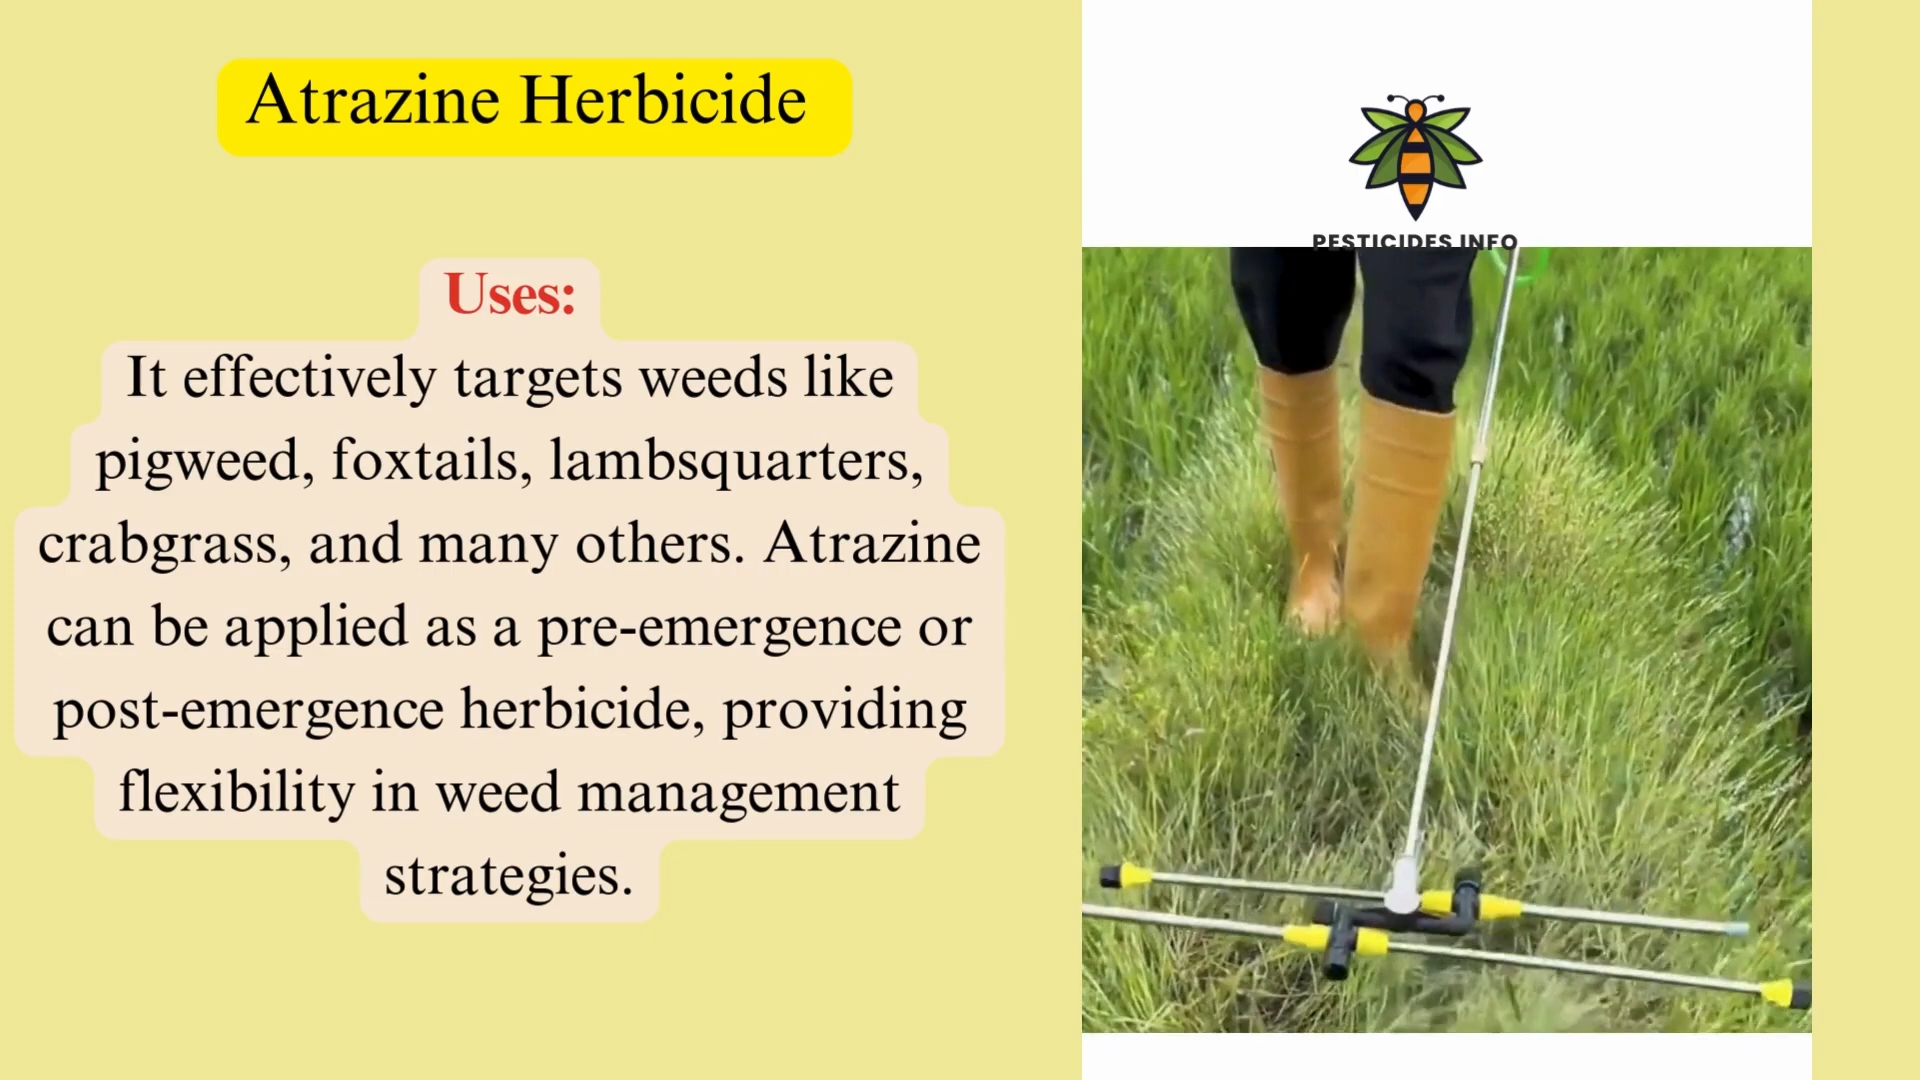 Atrazine Herbicide
Uses:
It effectively targets weeds like
pigweed, foxtails, lambsquarters,
crabgrass, and many others. Atrazine
can be applied as a pre-emergence or
post-emergence herbicide, providing
flexibility in weed management
strategies.
PESTICIDES INFO